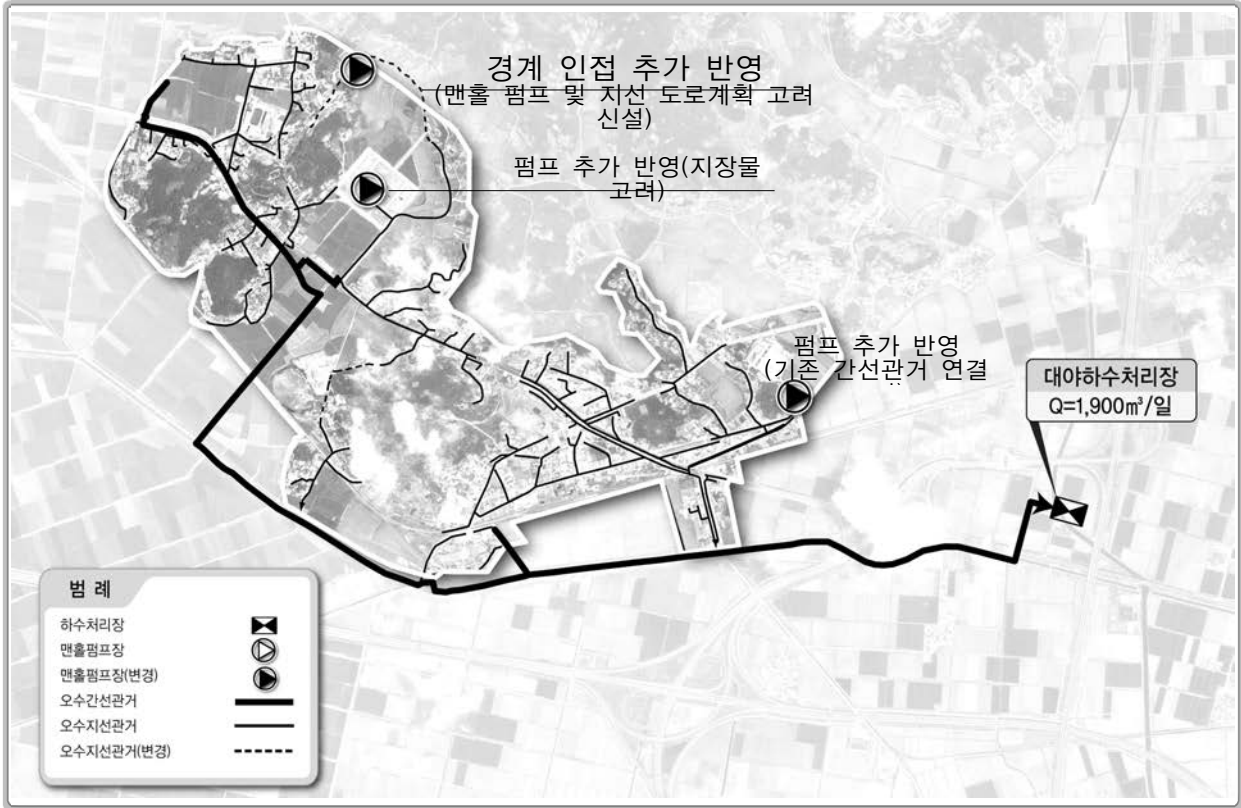 경계 인접 추가 반영
(맨홀 펌프 및 지선 도로계획 고려
신설)
펌프 추가 반영(지장물
고려)
펌프 추가 반영
(기존 간선관거 연결
대야하수처리장
Q=1,900㎥/일
범 례
하수처리장
맨홀펌프장
맨홀펌프장(변경)
오수간선관거
오수지선관거
오수지선관거(변경)